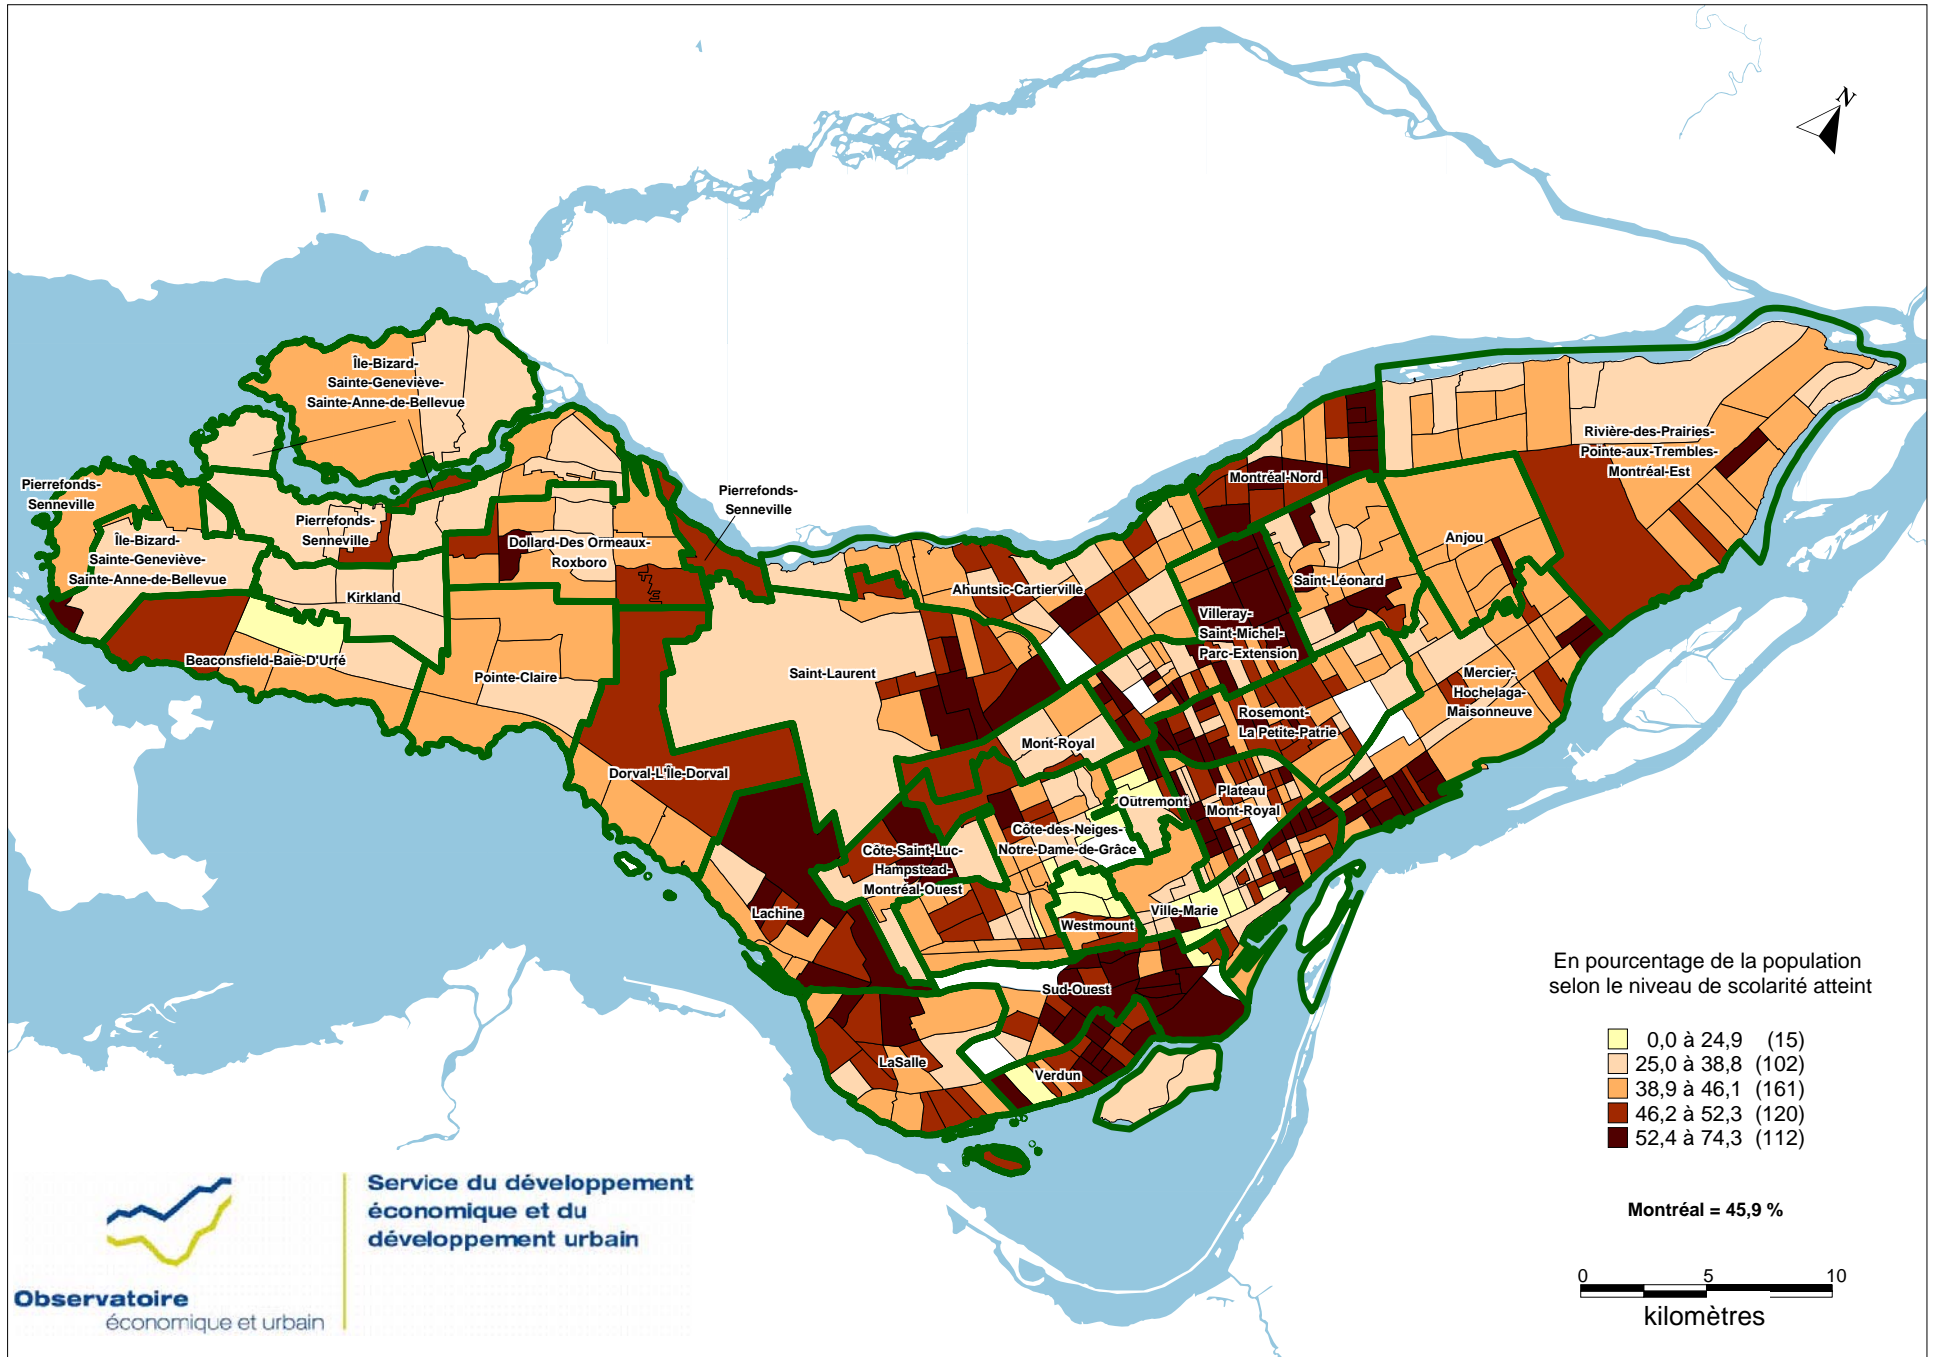 N
Île-Bizard-
Sainte-Geneviève-
Sainte-Anne-de-Bellevue
Pierrefonds-
Senneville
Île-Bizard-
Sainte-Geneviève-
Sainte-Anne-de-Bellevue
Pierrefonds-
Senneville
Kirkland
Beaconsfield-Baie-D'Urfé
Dollard-Des Ormeaux-
Roxboro
Pierrefonds-
Senneville
Pointe-Claire
Dorval-L'Île-Dorval
Saint-Laurent
Ahuntsic-Cartierville
Montréal-Nord
Rivière-des-Prairies-
Pointe-aux-Trembles-
Montréal-Est
Anjou
Saint-Léonard
Villeray-
Saint-Michel-
Parc-Extension
Mercier-
Hochelaga-
Maisonneuve
Rosemont-
La Petite-Patrie
Mont-Royal
Outremont
Plateau
Mont-Royal
Côte-des-Neiges-
Notre-Dame-de-Grâce
Côte-Saint-Luc-
Hampstead-
Montréal-Ouest
Lachine
Westmount
Ville-Marie
Sud-Ouest
LaSalle
Verdun
En pourcentage de la population
selon le niveau de scolarité atteint
0,0 à 24,9 (15)
25,0 à 38,8 (102)
38,9 à 46,1 (161)
46,2 à 52,3 (120)
52,4 à 74,3 (112)
Montréal = 45,9 %
0 5 10
kilomètres
Service du développement
économique et du
développement urbain
Observatoire
économique et urbain